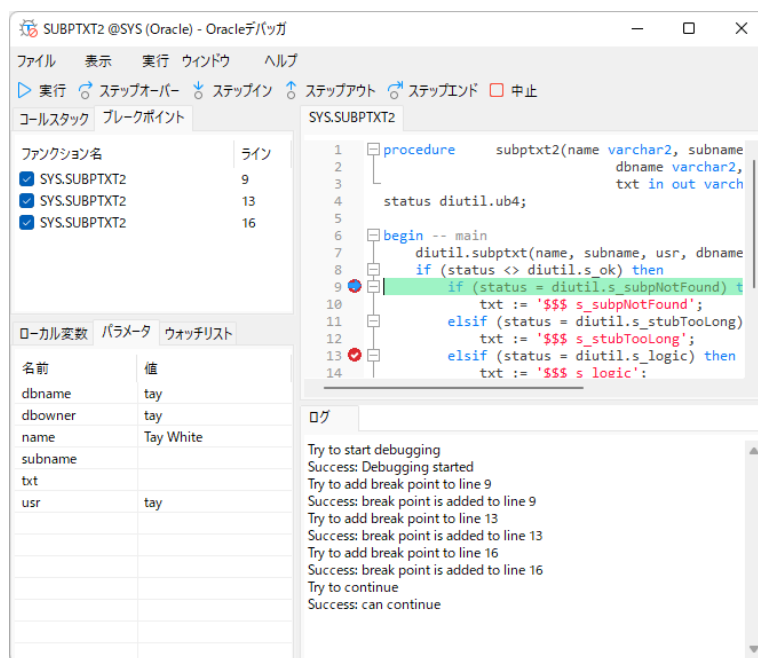 SUBPTXT2 @SYS (Oracle) - Oracleデバッガ
ファイル 表示 実行 ウィンドウ ヘルプ
実行 ステップオーバー ステップイン ステップアウト ステップエンド 中止
コールスタック ブレークポイント
ファンクション名 ライン
SYS.SUBPTXT2 9
SYS.SUBPTXT2 13
SYS.SUBPTXT2 16
SYS.SUBPTXT2
1 procedure subptxt2(name varchar2, subname
2 dbname varchar2,
3 txt in out varch
4 status diutil.ub4;
5
6 begin -- main
7 diutil.subptxt(name, subname, usr, dbname
8 if (status <> diutil.s_ok) then
9 if (status = diutil.s_subpNotFound) t
10 txt := '$$$ s_subpNotFound';
11 elsif (status = diutil.s_stubTooLong)
12 txt := '$$$ s_stubTooLong';
13 elsif (status = diutil.s_logic) then
14 txt := '$$$ s_logic';
ローカル変数 パラメータ ウォッチリスト
名前 値
dbname tay
dbowner tay
name Tay White
subname
txt
usr tay
ログ
Try to start debugging
Success: Debugging started
Try to add break point to line 9
Success: break point is added to line 9
Try to add break point to line 13
Success: break point is added to line 13
Try to add break point to line 16
Success: break point is added to line 16
Try to continue
Success: can continue